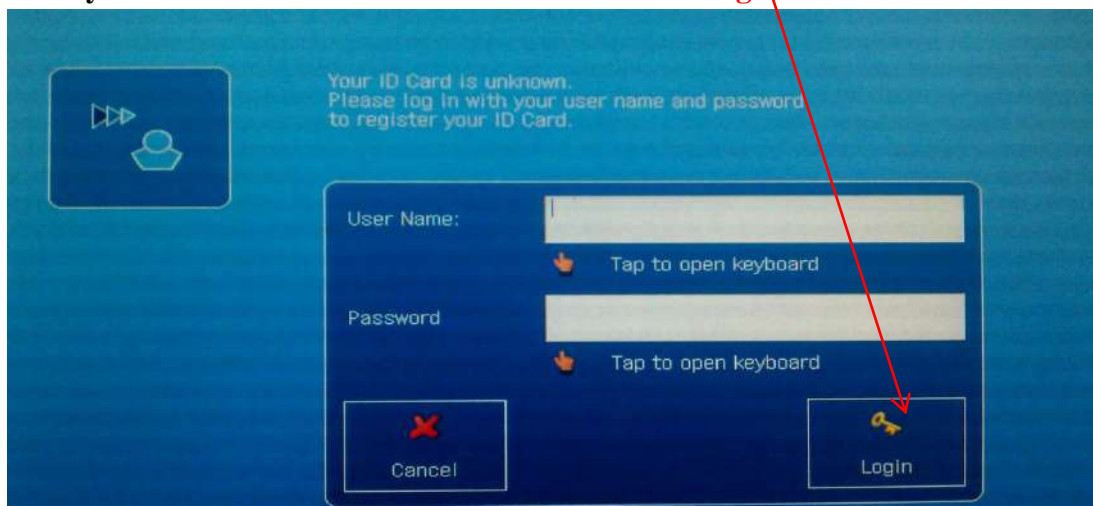 Your ID Card is unknown.
Please log in with your user name and password
to register your ID Card.
User Name:
Tap to open keyboard
Password
Tap to open keyboard
Cancel
Login